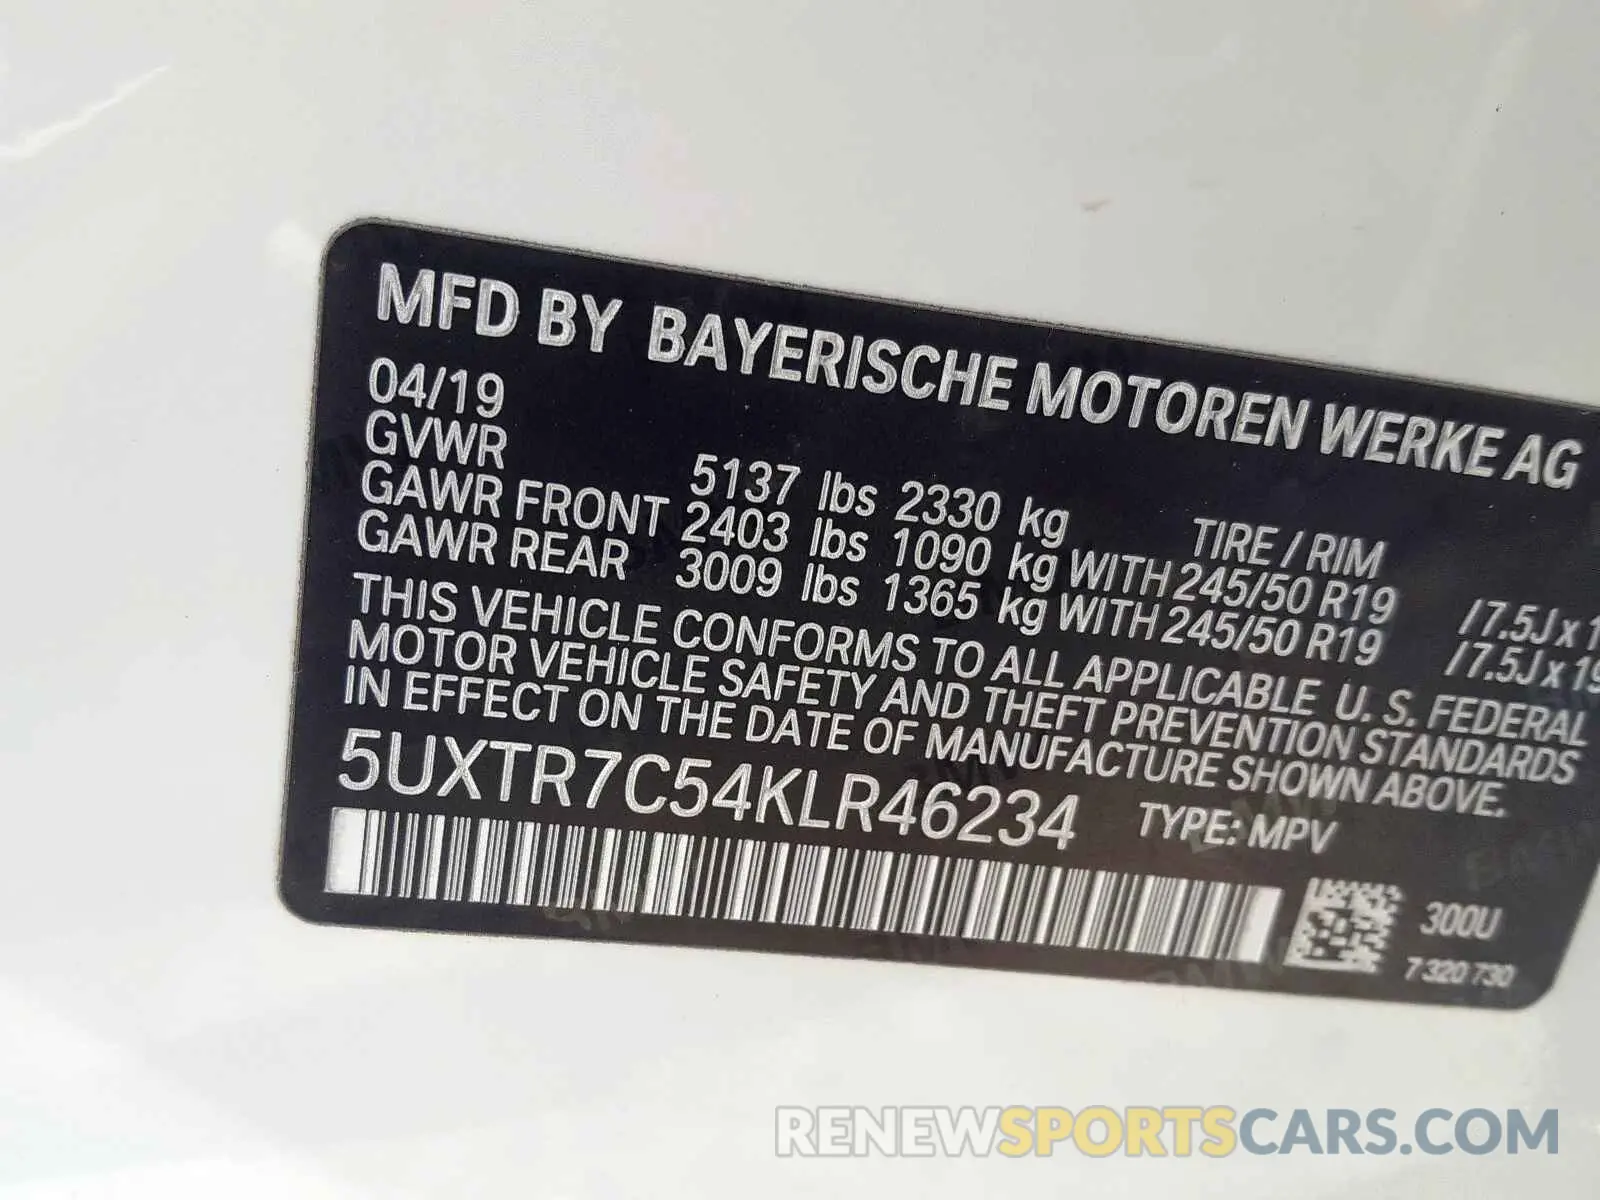 MFD BY BAYERISCHE MOTOREN WERKE AG
04/19
GVWR 5137 lbs 2330 kg TIRE / RIM
GAWR FRONT 2403 lbs 1090 kg WITH 245/50 R19 /7.5J x 1
GAWR REAR 3009 lbs 1365 kg WITH 245/50 R19 /7.5J x 19
THIS VEHICLE CONFORMS TO ALL APPLICABLE U. S. FEDERAL
MOTOR VEHICLE SAFETY AND THEFT PREVENTION STANDARDS
IN EFFECT ON THE DATE OF MANUFACTURE SHOWN ABOVE.
5UXTR7C54KLR46234 TYPE: MPV
300U
7 320 730
RENEWSPORTSCARS.COM